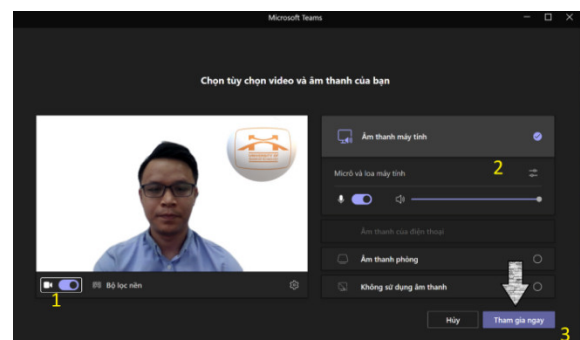 Microsoft Teams
Chọn tùy chọn video và âm thanh của bạn
Âm thanh máy tính
Micrô và loa máy tính
2
Âm thanh của điện thoại
Âm thanh phòng
Không sử dụng âm thanh
Bộ lọc nền
1
Hủy
Tham gia ngay
3